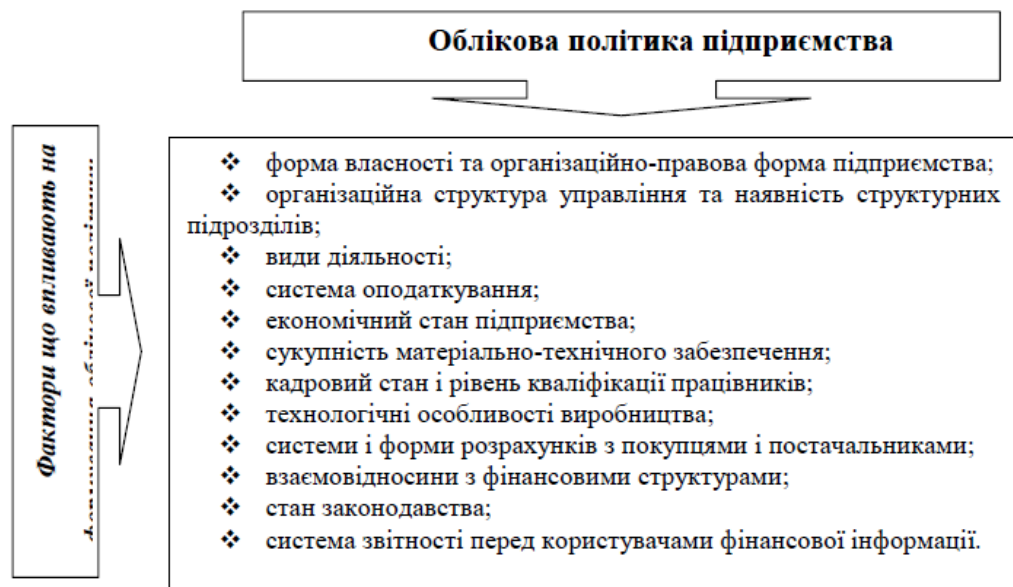 Облікова політика підприємства
Фактори що впливають на
❖ форма власності та організаційно-правова форма підприємства;
❖ організаційна структура управління та наявність структурних
підрозділів;
❖ види діяльності;
❖ система оподаткування;
❖ економічний стан підприємства;
❖ сукупність матеріально-технічного забезпечення;
❖ кадровий стан і рівень кваліфікації працівників;
❖ технологічні особливості виробництва;
❖ системи і форми розрахунків з покупцями і постачальниками;
❖ взаємовідносини з фінансовими структурами;
❖ стан законодавства;
❖ система звітності перед користувачами фінансової інформації.